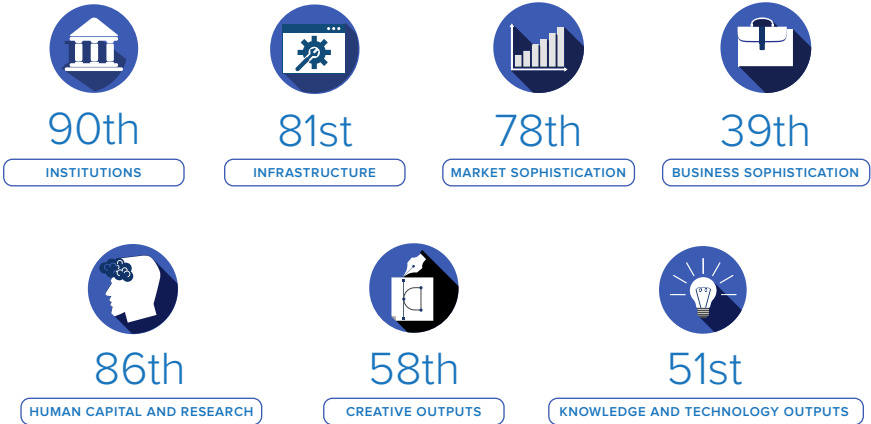 90th
81st
78th
39th
INSTITUTIONS
INFRASTRUCTURE
MARKET SOPHISTICATION
BUSINESS SOPHISTICATION
86th
58th
51st
HUMAN CAPITAL AND RESEARCH
CREATIVE OUTPUTS
KNOWLEDGE AND TECHNOLOGY OUTPUTS